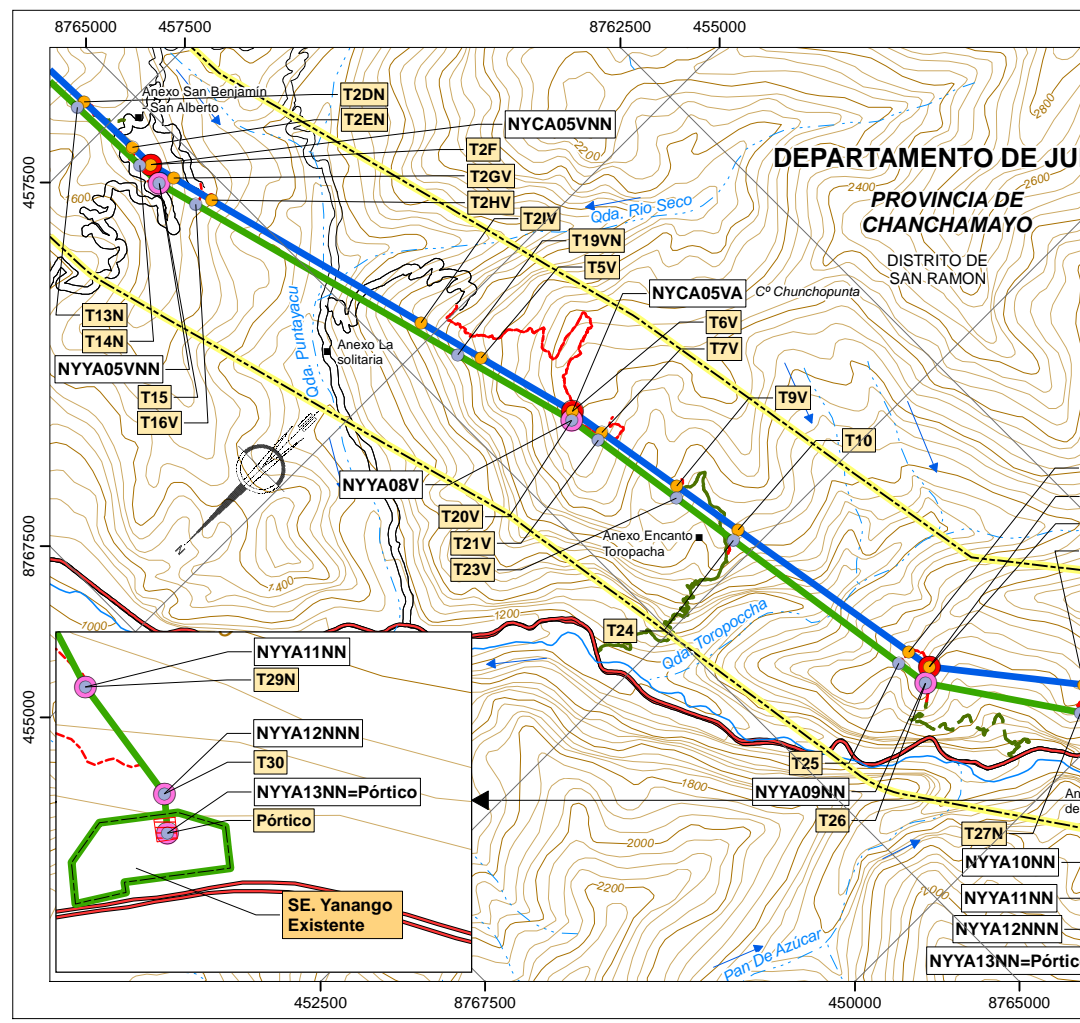 8765000
457500
8762500
455000
457500
8767500
455000
452500
8767500
450000
87650
Anexo San Benjamín
- San Alberto
T2DN
T2EN
NYCA05VNN
T2F
T2GV
T2HV
T2IV
T19VN
T5V
NYCA05VA
T6V
T7V
T9V
T10
2200
2800
DEPARTAMENTO DE JU
2400
2600
PROVINCIA DE
CHANCHAMAYO
DISTRITO DE
SAN RAMON
Qda. Rio Seco
Cº Chunchopunta
1600
T13N
T14N
NYYA05VNN
T15
T16V
Qda. Puntayacu
Anexo La
solitaria
N
NYYA08V
T20V
T21V
T23V
Anexo Encanto
Toropacha
1400
1200
T24
Qda. Toropoccha
7000
NYYA11NN
T29N
NYYA12NNN
T30
NYYA13NN=Pórtico
Pórtico
SE. Yanango
Existente
T25
NYYA09NN
T26
1800
2000
2200
An
de
T27N
NYYA10NN
NYYA11NN
NYYA12NNN
NYYA13NN=Pórtic
Pan De Azúcar